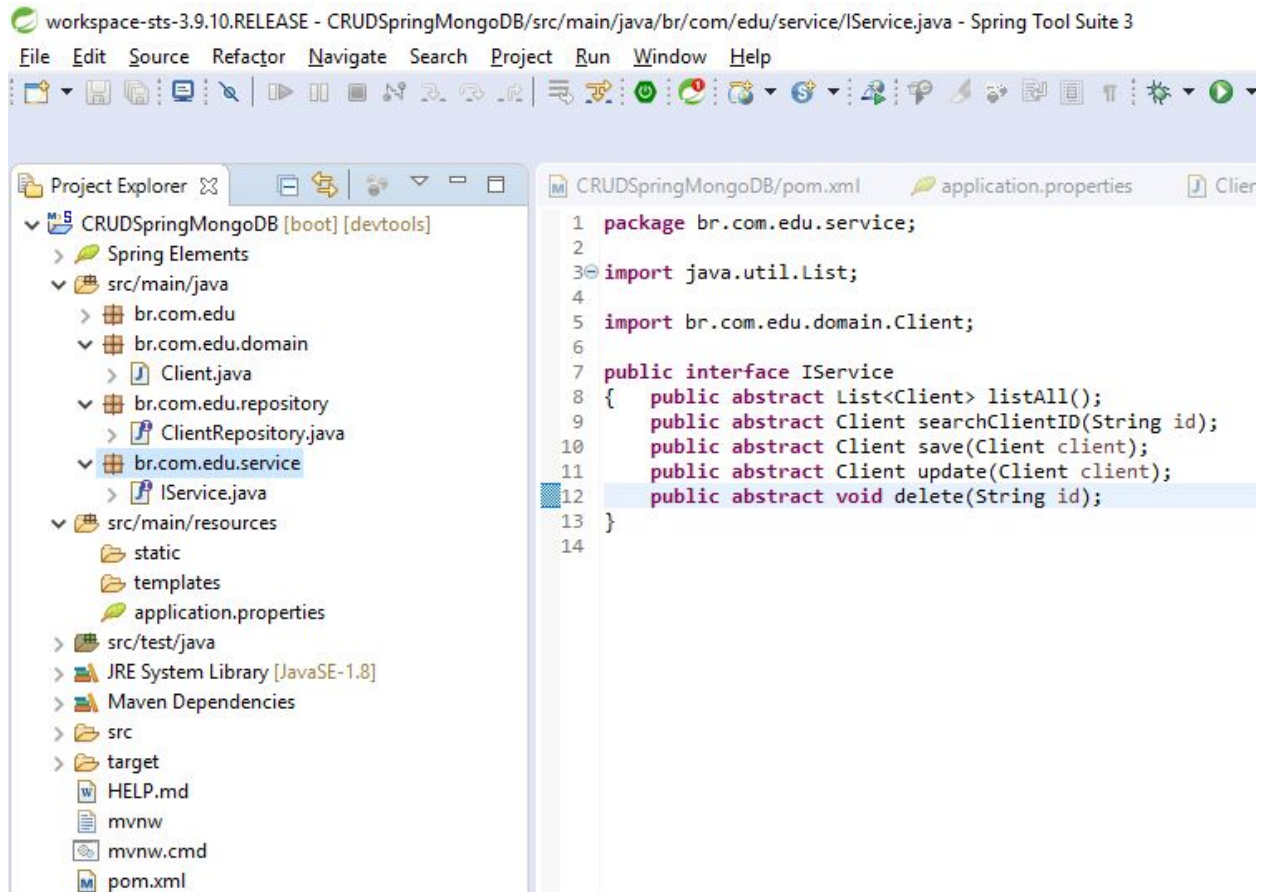 workspace-sts-3.9.10.RELEASE - CRUDSpringMongoDB/src/main/java/br/com/edu/service/IService.java - Spring Tool Suite 3
File Edit Source Refactor Navigate Search Project Run Window Help
Project Explorer
CRUDSpringMongoDB [boot] [devtools]
Spring Elements
src/main/java
br.com.edu
br.com.edu.domain
Client.java
br.com.edu.repository
ClientRepository.java
br.com.edu.service
IService.java
src/main/resources
static
templates
application.properties
src/test/java
JRE System Library [JavaSE-1.8]
Maven Dependencies
src
target
HELP.md
mvnw
mvnw.cmd
pom.xml
CRUDSpringMongoDB/pom.xml application.properties Clier
1 package br.com.edu.service;
2
3 import java.util.List;
4
5 import br.com.edu.domain.Client;
6
7 public interface IService
8 { public abstract List<Client> listAll();
9 public abstract Client searchClientID(String id);
10 public abstract Client save(Client client);
11 public abstract Client update(Client client);
12 public abstract void delete(String id);
13 }
14